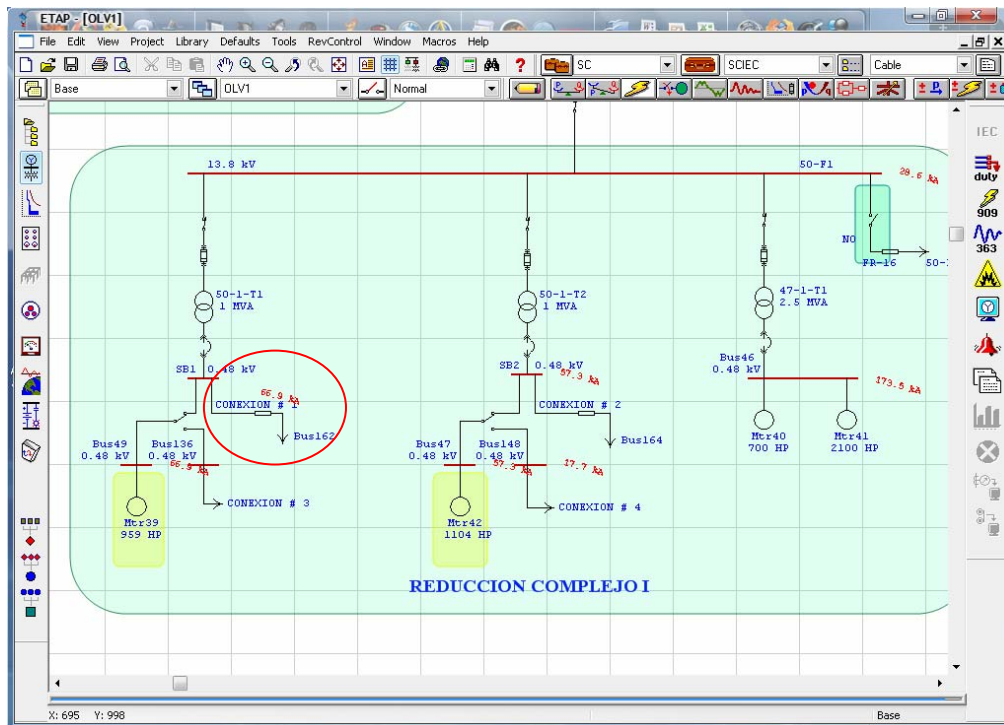 ETAP - [OLV1]
File Edit View Project Library Defaults Tools RevControl Window Macros Help
SC SCIEC Cable
Base OLV1 Normal
IEC
duty
909
363
13.8 kV 50-F1
28.6 kA
NO
FR-16
50-1-T1
1 MVA
50-1-T2
1 MVA
47-1-T1
2.5 MVA
SB1 0.48 kV
66.9 kA
CONEXION # 1
Bus162
SB2 0.48 kV
57.3 kA
CONEXION # 2
Bus164
Bus46
0.48 kV
173.5 kA
Mtr40
700 HP
Mtr41
2100 HP
Bus49 Bus136
0.48 kV 0.48 kV
66.9 kA
CONEXION # 3
Mtr39
959 HP
Bus47 Bus148
0.48 kV 0.48 kV
57.3 kA
17.7 kA
CONEXION # 4
Mtr42
1104 HP
REDUCCION COMPLEJO I
X: 695 Y: 998 Base